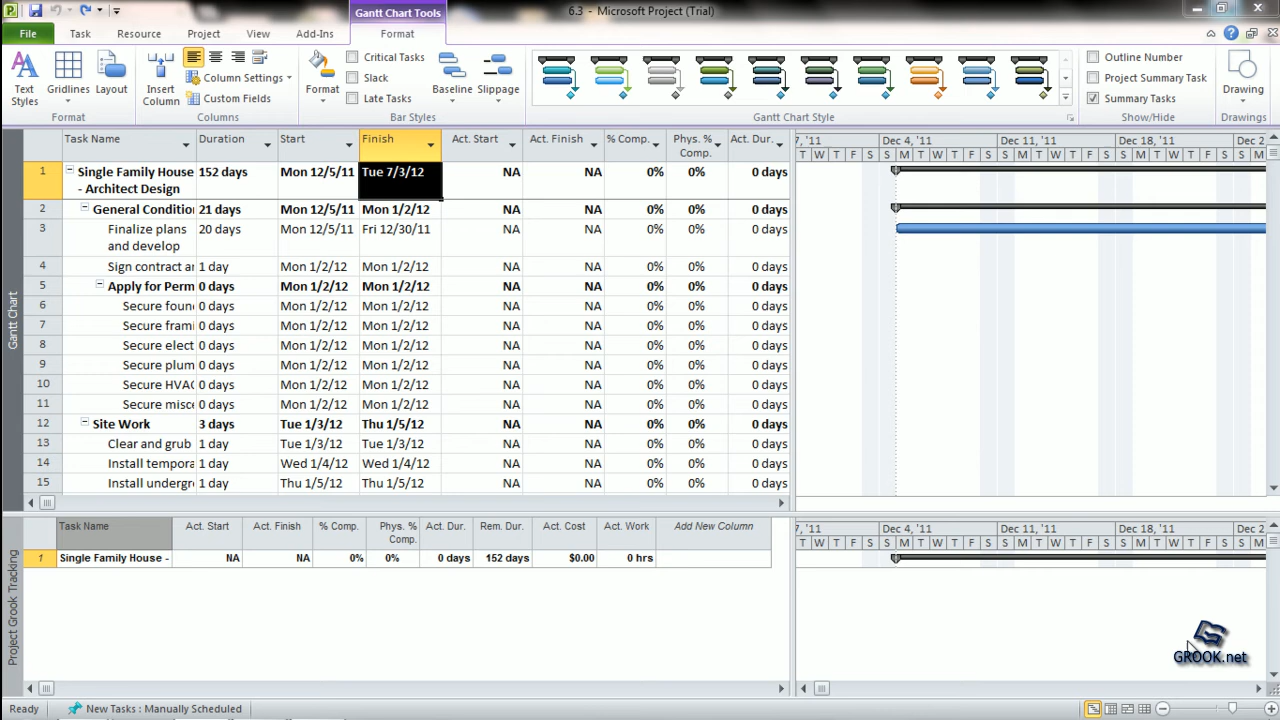 Gantt Chart Tools
6.3 - Microsoft Project (Trial)
File Task Resource Project View Add-Ins Format
Text Styles
Gridlines
Layout
Format
Insert Column
Column Settings
Custom Fields
Columns
Format
Critical Tasks
Slack
Late Tasks
Baseline
Slippage
Bar Styles
Gantt Chart Style
Outline Number
Project Summary Task
Summary Tasks
Show/Hide
Drawing
Drawings
Task Name Duration Start Finish Act. Start Act. Finish % Comp. Phys. % Comp. Act. Dur.
7, '11 Dec 4, '11 Dec 11, '11 Dec 18, '11 Dec 2
T W T F S S M T W T F S S M T W T F S S M T W T F S S M
1 Single Family House - Architect Design 152 days Mon 12/5/11 Tue 7/3/12 NA NA 0% 0% 0 days
2 General Condition 21 days Mon 12/5/11 Mon 1/2/12 NA NA 0% 0% 0 days
3 Finalize plans and develop 20 days Mon 12/5/11 Fri 12/30/11 NA NA 0% 0% 0 days
4 Sign contract an 1 day Mon 1/2/12 Mon 1/2/12 NA NA 0% 0% 0 days
5 Apply for Perm 0 days Mon 1/2/12 Mon 1/2/12 NA NA 0% 0% 0 days
6 Secure foun 0 days Mon 1/2/12 Mon 1/2/12 NA NA 0% 0% 0 days
7 Secure frami 0 days Mon 1/2/12 Mon 1/2/12 NA NA 0% 0% 0 days
8 Secure elect 0 days Mon 1/2/12 Mon 1/2/12 NA NA 0% 0% 0 days
9 Secure plum 0 days Mon 1/2/12 Mon 1/2/12 NA NA 0% 0% 0 days
10 Secure HVAC 0 days Mon 1/2/12 Mon 1/2/12 NA NA 0% 0% 0 days
11 Secure misc 0 days Mon 1/2/12 Mon 1/2/12 NA NA 0% 0% 0 days
12 Site Work 3 days Tue 1/3/12 Thu 1/5/12 NA NA 0% 0% 0 days
13 Clear and grub 1 day Tue 1/3/12 Tue 1/3/12 NA NA 0% 0% 0 days
14 Install tempora 1 day Wed 1/4/12 Wed 1/4/12 NA NA 0% 0% 0 days
15 Install undergr 1 day Thu 1/5/12 Thu 1/5/12 NA NA 0% 0% 0 days
Gantt Chart
Task Name Act. Start Act. Finish % Comp. Phys. % Comp. Act. Dur. Rem. Dur. Act. Cost Act. Work Add New Column
7, '11 Dec 4, '11 Dec 11, '11 Dec 18, '11 Dec 2
T W T F S S M T W T F S S M T W T F S S M T W T F S S M
1 Single Family House - NA NA 0% 0% 0 days 152 days $0.00 0 hrs
Project Grook Tracking
GROOK.net
Ready New Tasks : Manually Scheduled